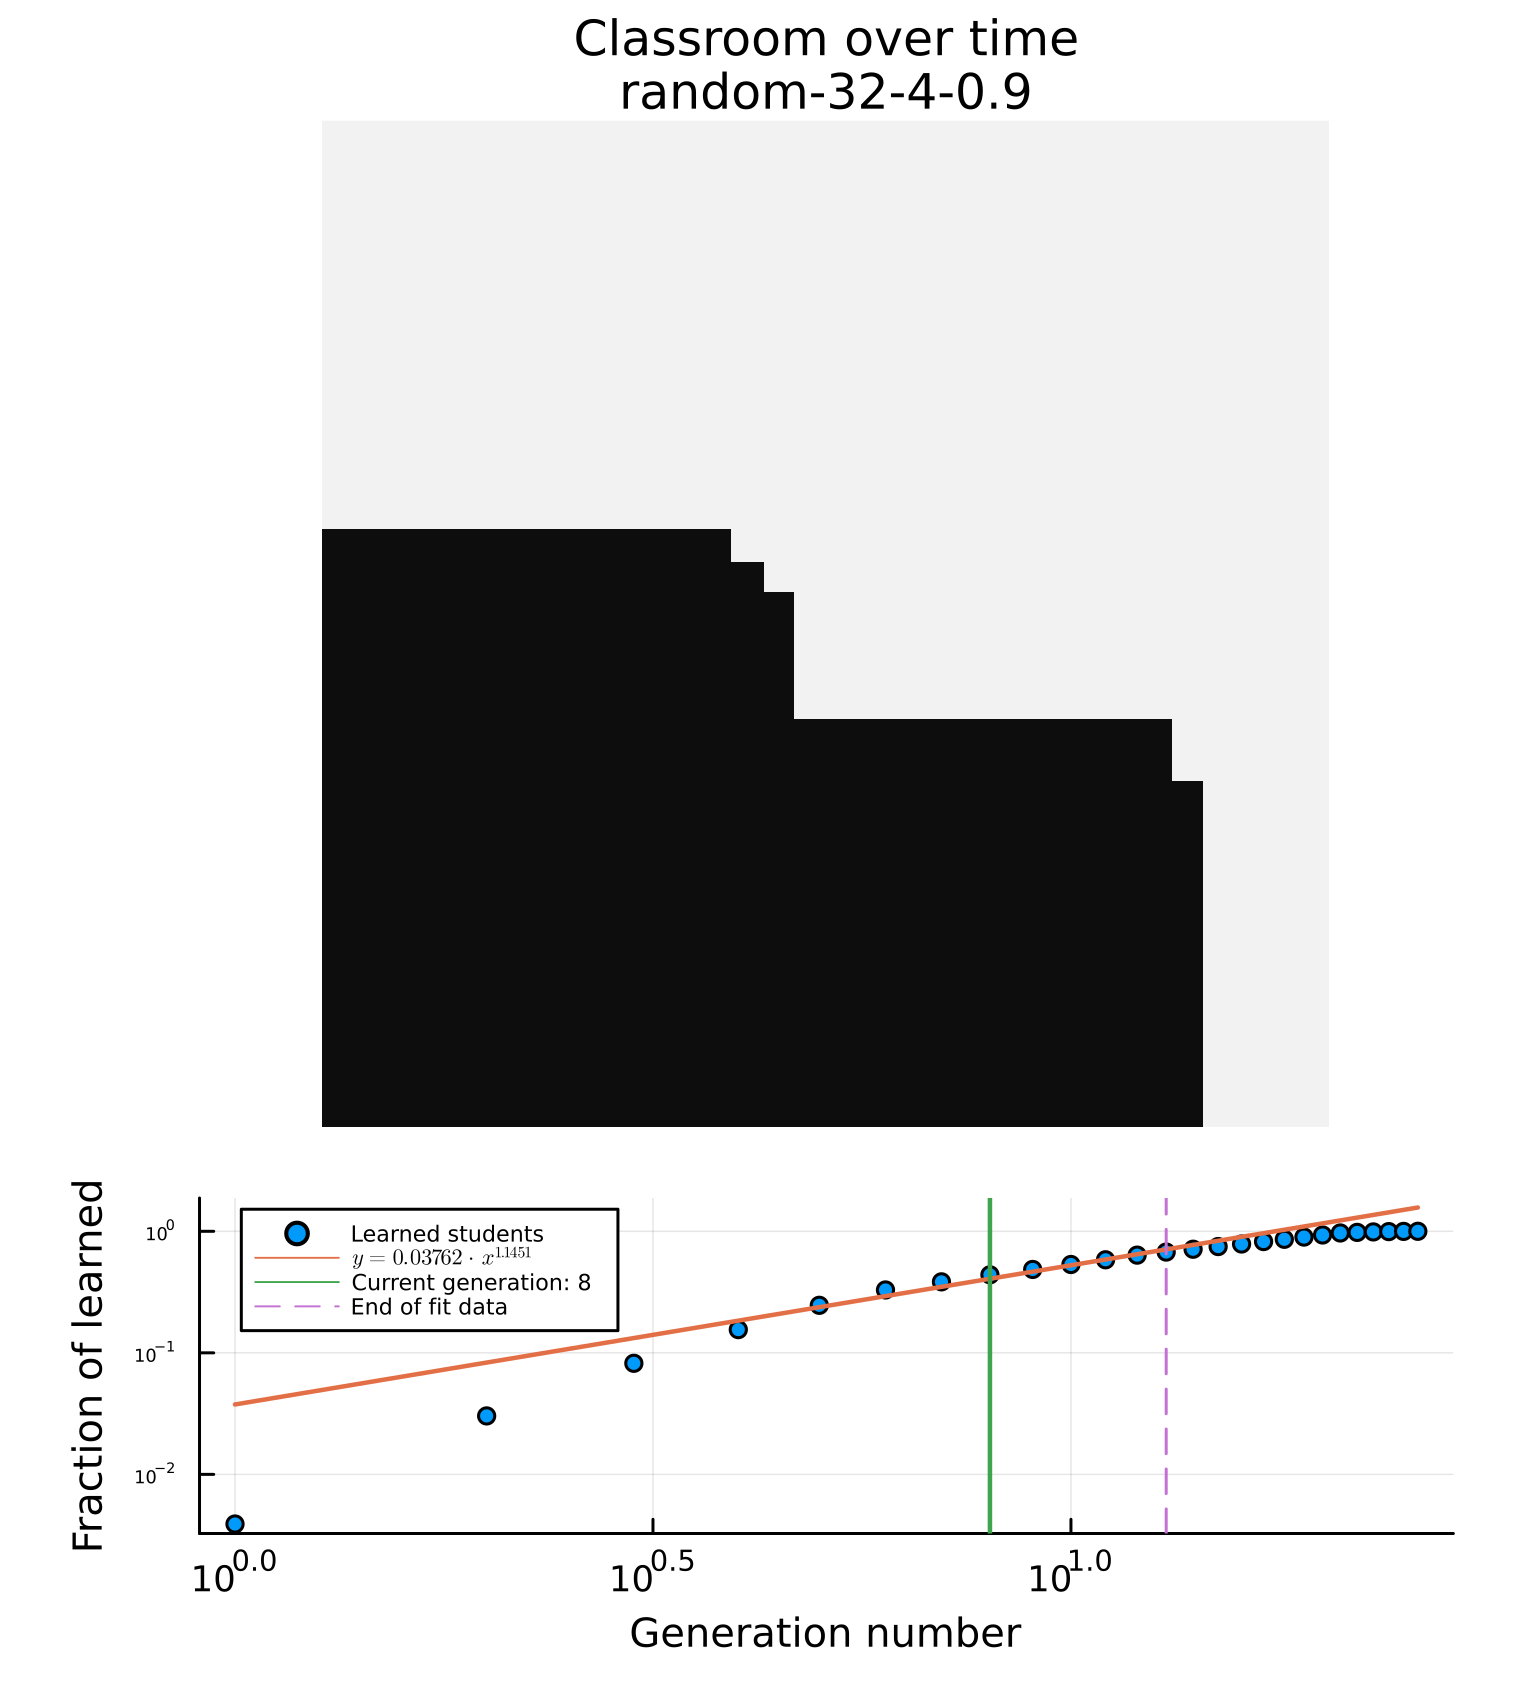 Classroom over time
random-32-4-0.9
Fraction of learned
10^0
10^−1
10^−2
Learned students
y = 0.03762 · x^1.1451
Current generation: 8
End of fit data
10^0.0
10^0.5
10^1.0
Generation number